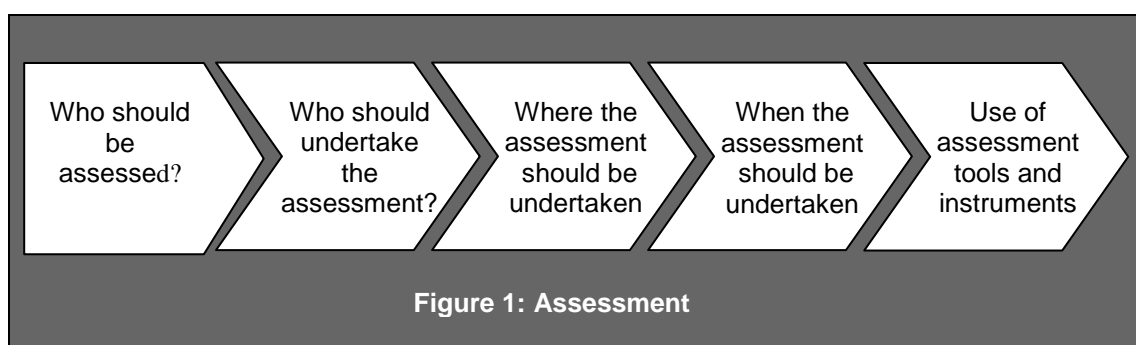 Who should
be
assessed?
Who should
undertake
the
assessment?
Where the
assessment
should be
undertaken
When the
assessment
should be
undertaken
Use of
assessment
tools and
instruments
Figure 1: Assessment